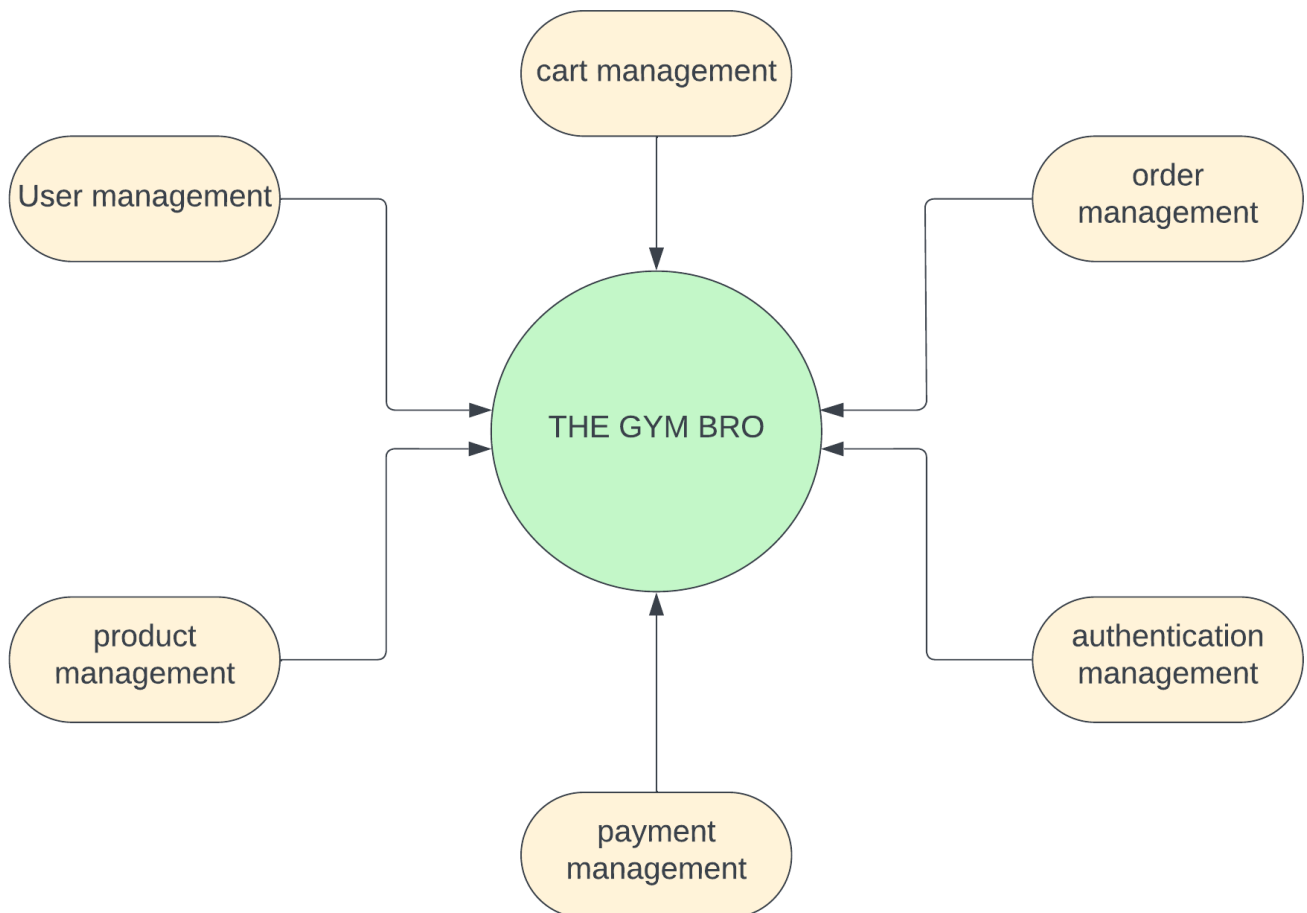 cart management
User management
order
management
THE GYM BRO
product
management
authentication
management
payment
management